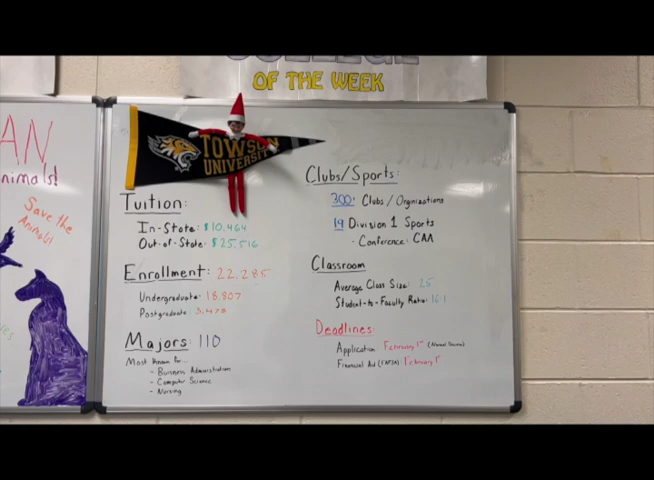 COLLEGE
OF THE WEEK
AN
nimals!
Save the
Animals!
TOWSON
UNIVERSITY
Tuition:
In-State: $10,464
Out-of-State: $25,516
Enrollment: 22,285
Undergraduate: 18,807
Postgraduate: 3,478
Majors: 110
Most Known for...
- Business Administration
- Computer Science
- Nursing
Clubs/Sports:
300+ Clubs / Organizations
19 Division 1 Sports
- Conference: CAA
Classroom
Average Class Size: 25
Student-to-Faculty Ratio: 16:1
Deadlines:
Application February 1st
Financial Aid (FAFSA): February 1st